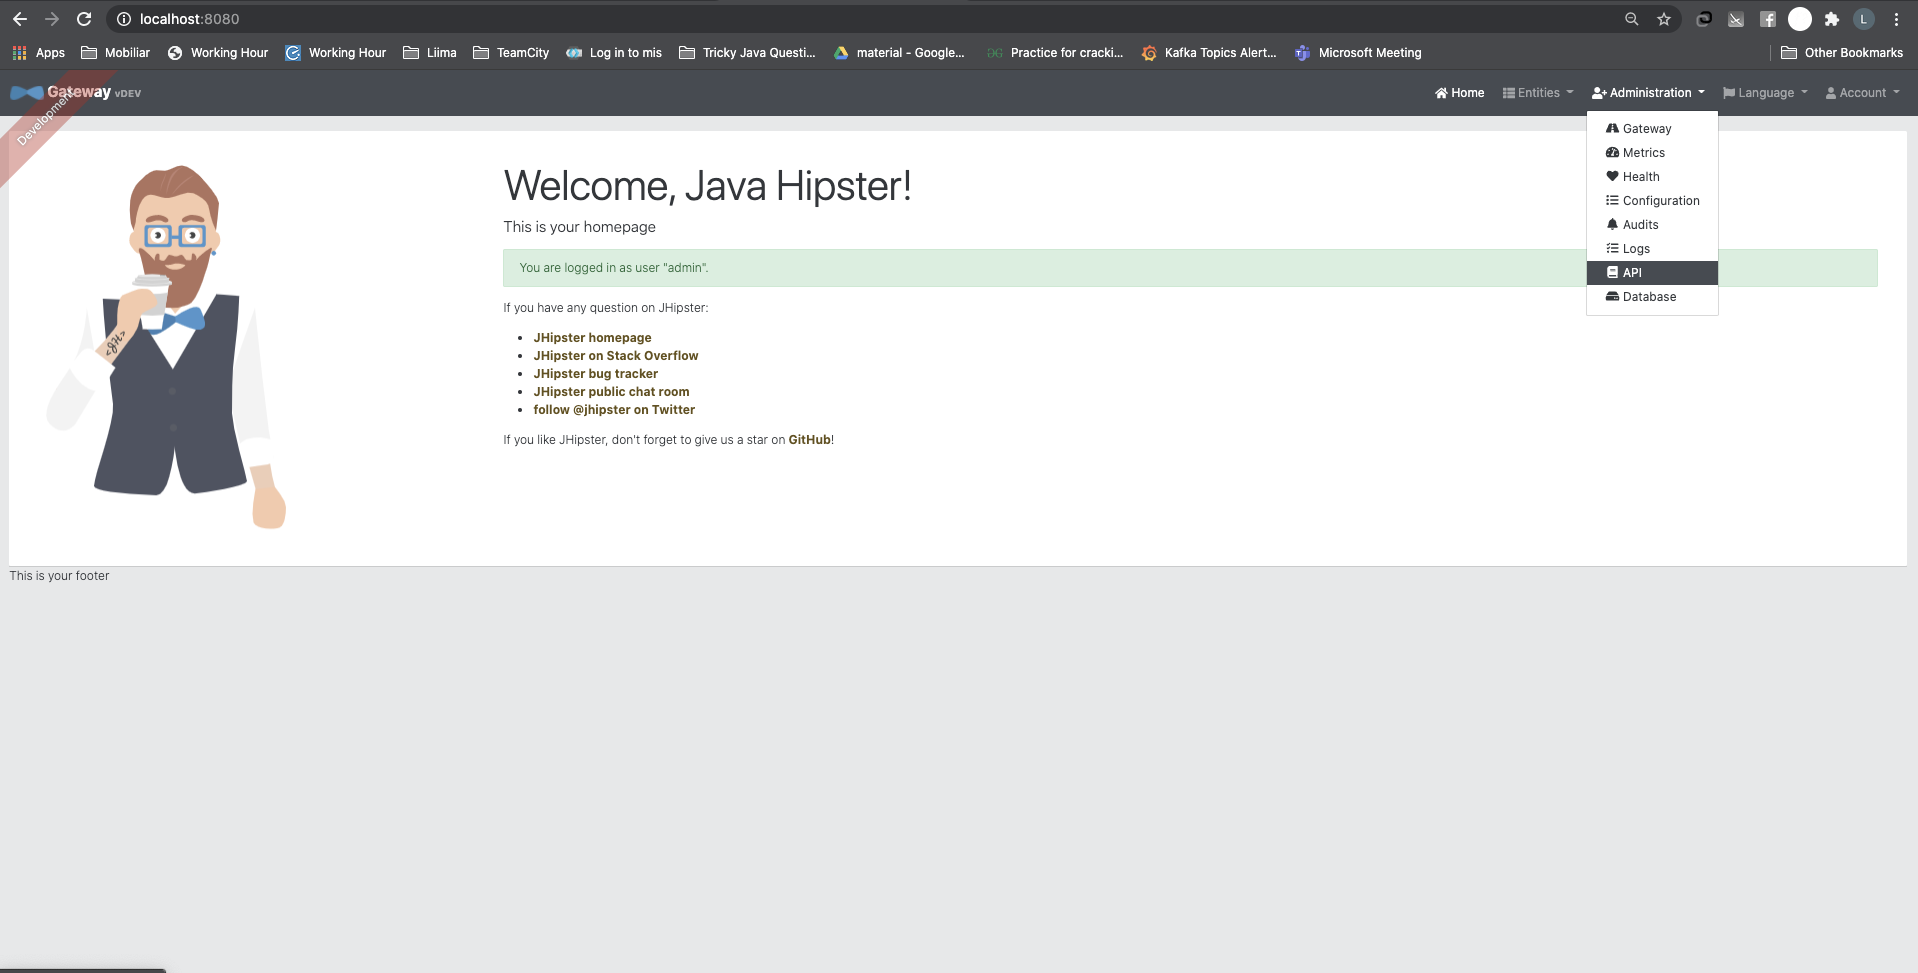 localhost:8080
L
Apps Mobiliar Working Hour Working Hour Liima TeamCity Log in to mis Tricky Java Questi... material - Google... Practice for cracki... Kafka Topics Alert... Microsoft Meeting Other Bookmarks
Gateway vDEV Home Entities Administration Language Account
Development
Gateway
Metrics
Health
Configuration
Audits
Logs
API
Database
Welcome, Java Hipster!
This is your homepage
You are logged in as user "admin".
If you have any question on JHipster:
JHipster homepage
JHipster on Stack Overflow
JHipster bug tracker
JHipster public chat room
follow @jhipster on Twitter
If you like JHipster, don't forget to give us a star on GitHub!
<JH>
This is your footer